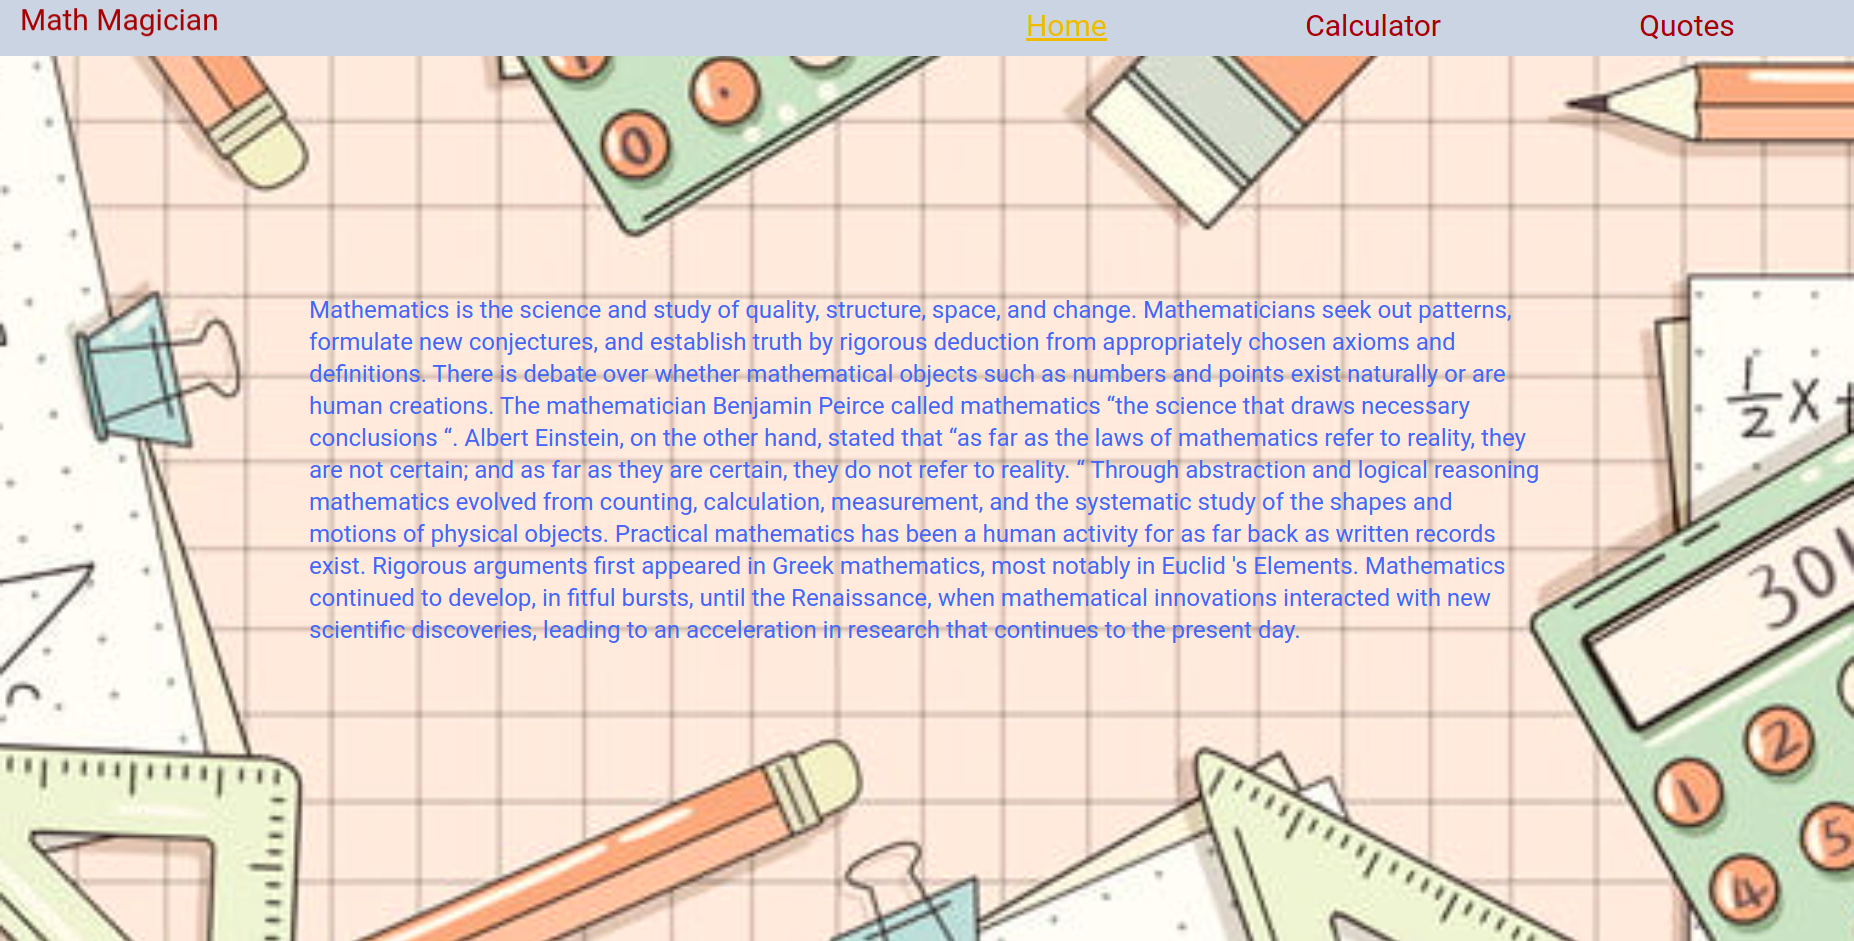 Math Magician
Home
Calculator
Quotes
0
.
Mathematics is the science and study of quality, structure, space, and change. Mathematicians seek out patterns,
formulate new conjectures, and establish truth by rigorous deduction from appropriately chosen axioms and
definitions. There is debate over whether mathematical objects such as numbers and points exist naturally or are
human creations. The mathematician Benjamin Peirce called mathematics “the science that draws necessary
conclusions “. Albert Einstein, on the other hand, stated that “as far as the laws of mathematics refer to reality, they
are not certain; and as far as they are certain, they do not refer to reality. “ Through abstraction and logical reasoning
mathematics evolved from counting, calculation, measurement, and the systematic study of the shapes and
motions of physical objects. Practical mathematics has been a human activity for as far back as written records
exist. Rigorous arguments first appeared in Greek mathematics, most notably in Euclid 's Elements. Mathematics
continued to develop, in fitful bursts, until the Renaissance, when mathematical innovations interacted with new
scientific discoveries, leading to an acceleration in research that continues to the present day.
1/2 x +
301
1
2
4
5